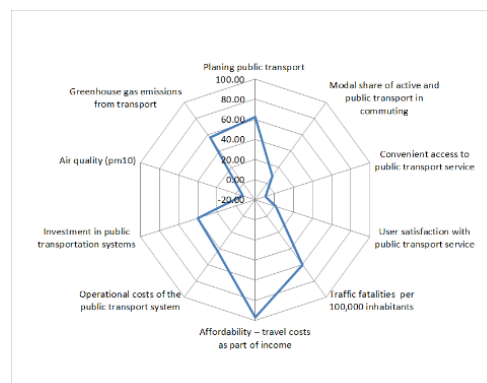 Planing public transport
100.00
80.00
60.00
40.00
20.00
0.00
-20.00
Modal share of active and
public transport in
commuting
Convenient access to
public transport service
User satisfaction with
public transport service
Traffic fatalities per
100,000 inhabitants
Affordability – travel costs
as part of income
Operational costs of the
public transport system
Investment in public
transportation systems
Air quality (pm10)
Greenhouse gas emissions
from transport